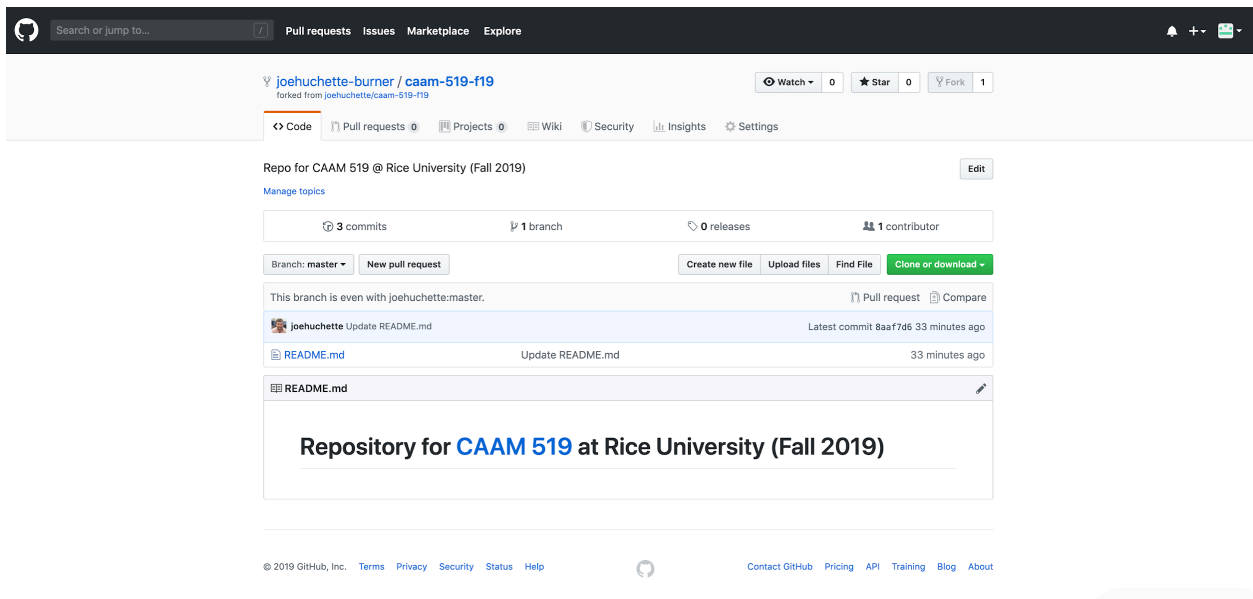 Search or jump to... /
Pull requests Issues Marketplace Explore
joehuchette-burner / caam-519-f19
forked from joehuchette/caam-519-f19
Watch 0 Star 0 Fork 1
Code Pull requests 0 Projects 0 Wiki Security Insights Settings
Repo for CAAM 519 @ Rice University (Fall 2019) Edit
Manage topics
3 commits 1 branch 0 releases 1 contributor
Branch: master New pull request Create new file Upload files Find File Clone or download
This branch is even with joehuchette:master. Pull request Compare
joehuchette Update README.md Latest commit 8aaf7d6 33 minutes ago
README.md Update README.md 33 minutes ago
README.md
Repository for CAAM 519 at Rice University (Fall 2019)
© 2019 GitHub, Inc. Terms Privacy Security Status Help Contact GitHub Pricing API Training Blog About